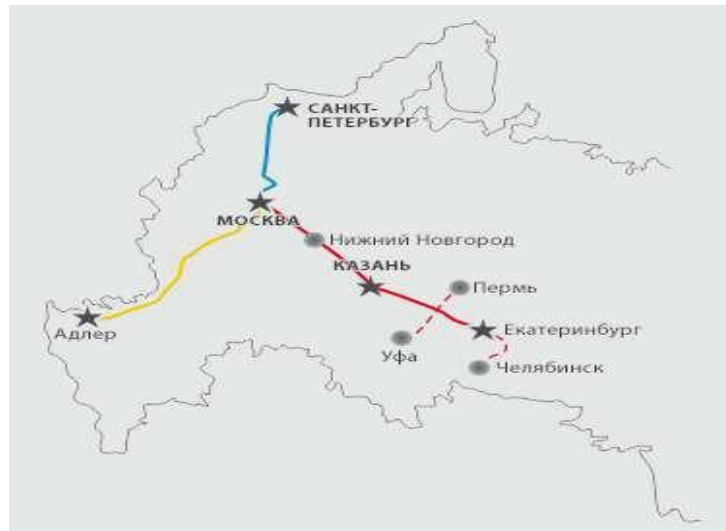 САНКТ-
ПЕТЕРБУРГ
МОСКВА
Нижний Новгород
КАЗАНЬ
Пермь
Адлер
Екатеринбург
Уфа
Челябинск